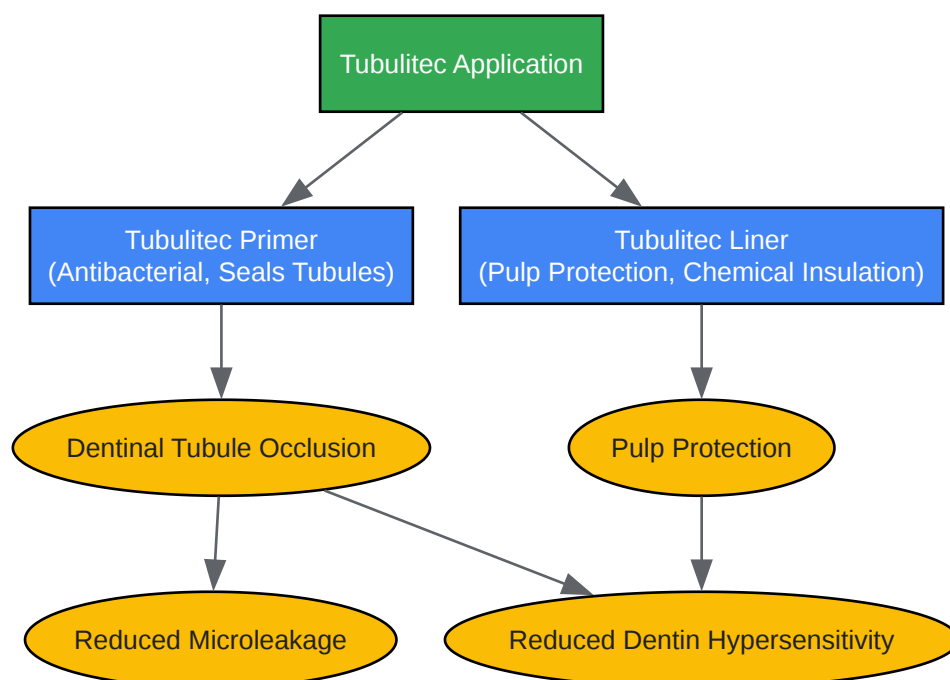 Tubulitec Application
Tubulitec Primer
(Antibacterial, Seals Tubules)
Tubulitec Liner
(Pulp Protection, Chemical Insulation)
Dentinal Tubule Occlusion
Pulp Protection
Reduced Microleakage
Reduced Dentin Hypersensitivity